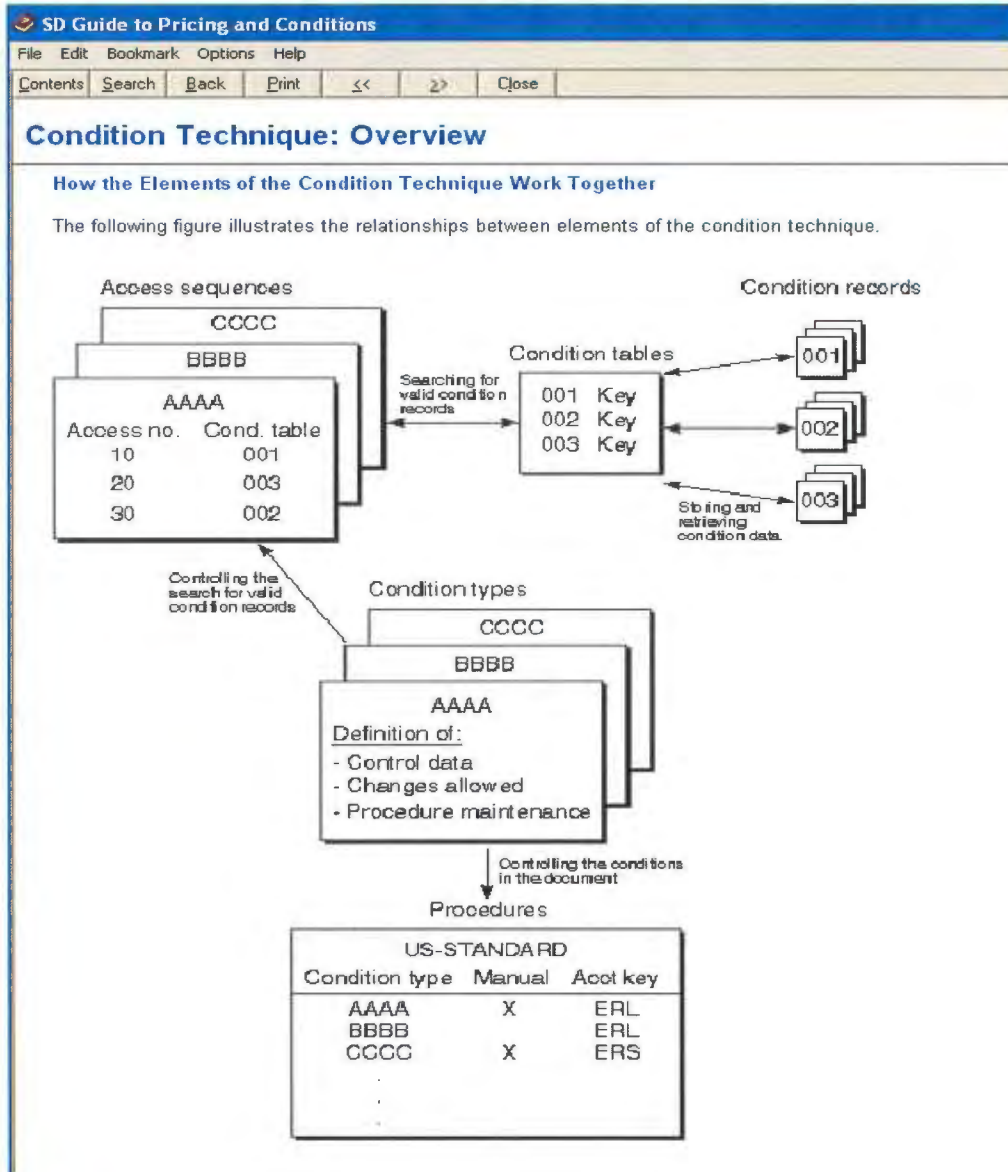 SD Guide to Pricing and Conditions
File Edit Bookmark Options Help
Contents Search Back Print << >> Close
Condition Technique: Overview
How the Elements of the Condition Technique Work Together
The following figure illustrates the relationships between elements of the condition technique.
Access sequences
CCCC
BBBB
AAAA
Access no. Cond. table
10 001
20 003
30 002
Searching for
valid condition
records
Condition tables
001 Key
002 Key
003 Key
Condition records
001
002
003
Storing and
retrieving
condition data.
Controlling the
search for valid
condition records
Condition types
CCCC
BBBB
AAAA
Definition of:
- Control data
- Changes allowed
- Procedure maintenance
Controlling the conditions
in the document
Procedures
US-STANDARD
Condition type Manual Acct key
AAAA X ERL
BBBB ERL
CCCC X ERS
.
.
.